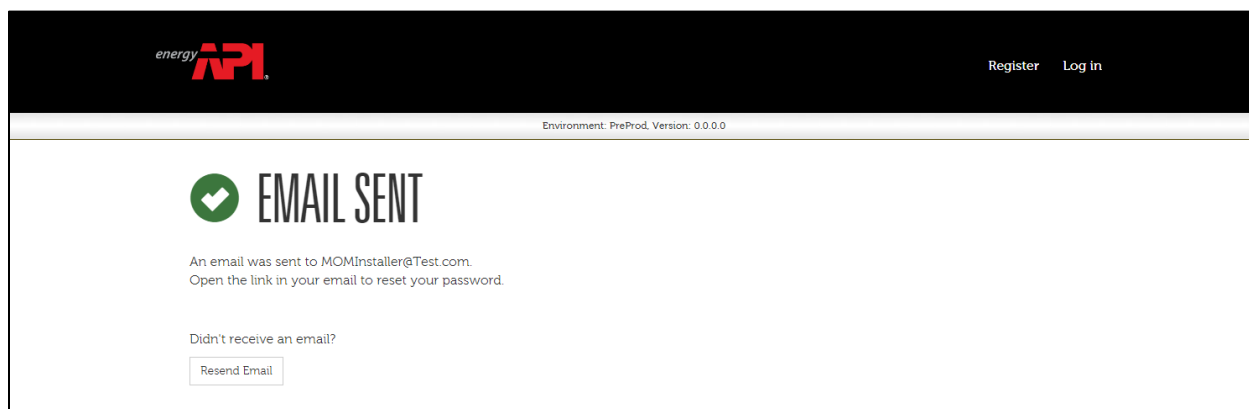 energy API®
Register Log in
Environment: PreProd, Version: 0.0.0.0
EMAIL SENT
An email was sent to MOMInstaller@Test.com.
Open the link in your email to reset your password.
Didn't receive an email?
Resend Email